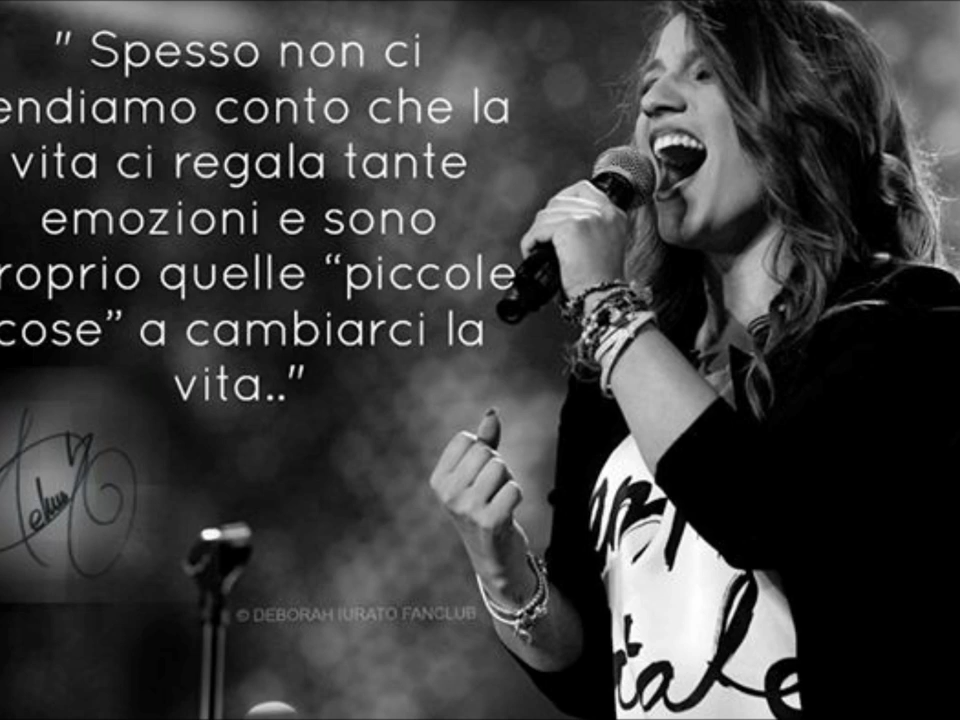 " Spesso non ci
endiamo conto che la
vita ci regala tante
emozioni e sono
roprio quelle “piccole
cose” a cambiarci la
vita.."
© DEBORAH IURATO FANCLUB